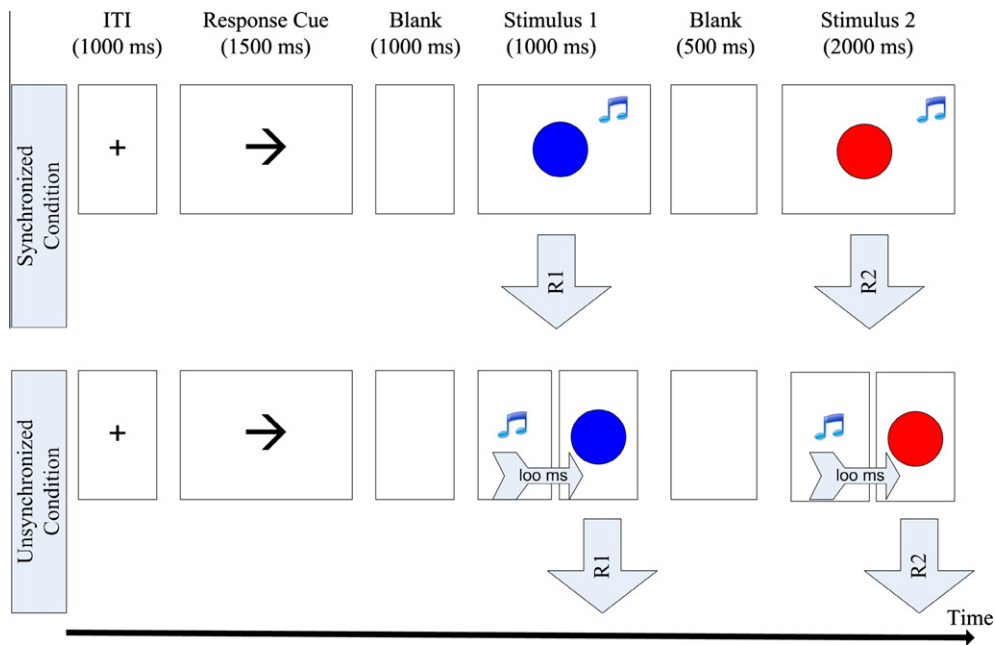 ITI
(1000 ms)
Response Cue
(1500 ms)
Blank
(1000 ms)
Stimulus 1
(1000 ms)
Blank
(500 ms)
Stimulus 2
(2000 ms)
Synchronized
Condition
+
R1
R2
Unsynchronized
Condition
+
loo ms
loo ms
R1
R2
Time